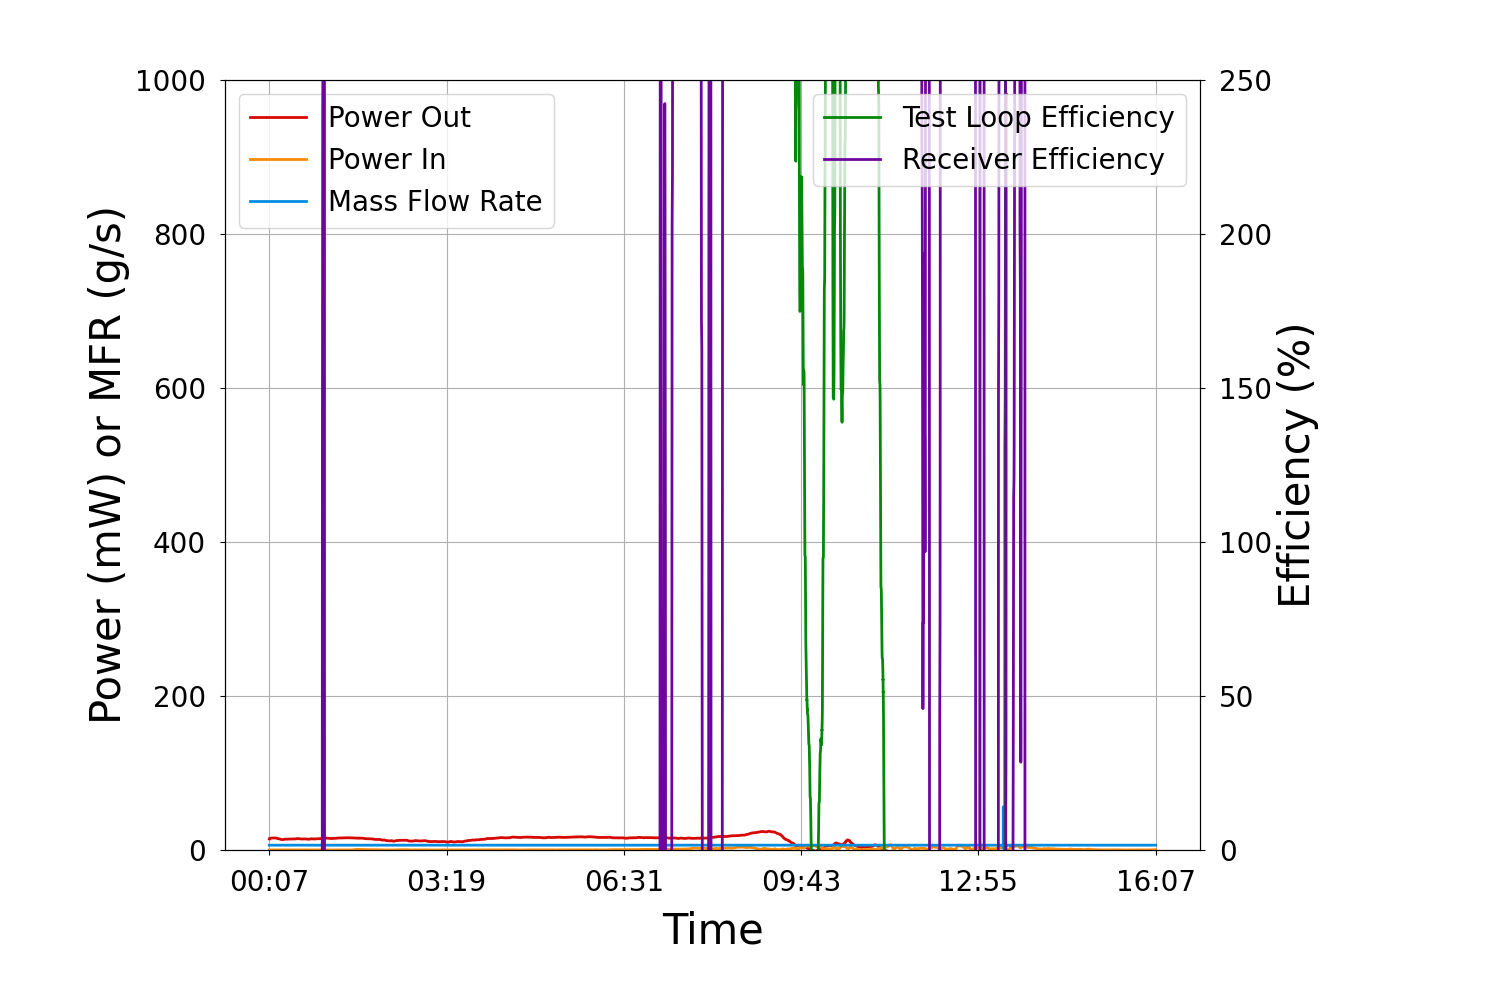 1000
800
600
400
200
0
Power (mW) or MFR (g/s)
Power Out
Power In
Mass Flow Rate
Test Loop Efficiency
Receiver Efficiency
250
200
150
100
50
0
Efficiency (%)
00:07 03:19 06:31 09:43 12:55 16:07
Time